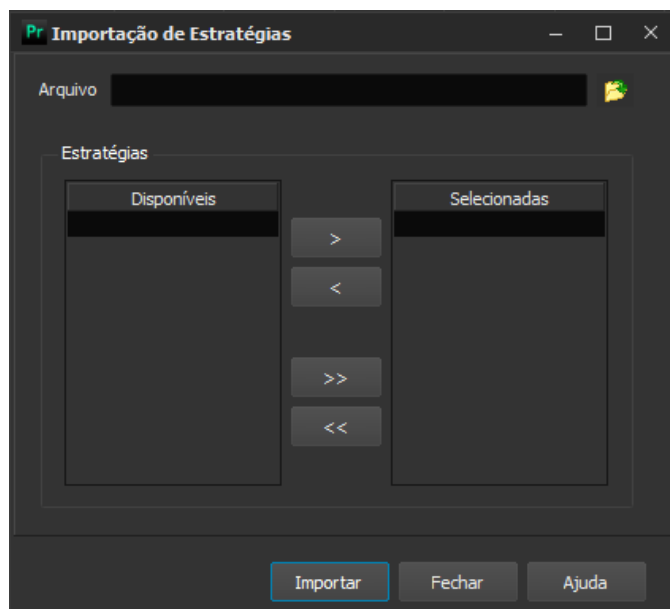 Pr Importação de Estratégias
Arquivo
Estratégias
Disponíveis
Selecionadas
>
<
>>
<<
Importar Fechar Ajuda